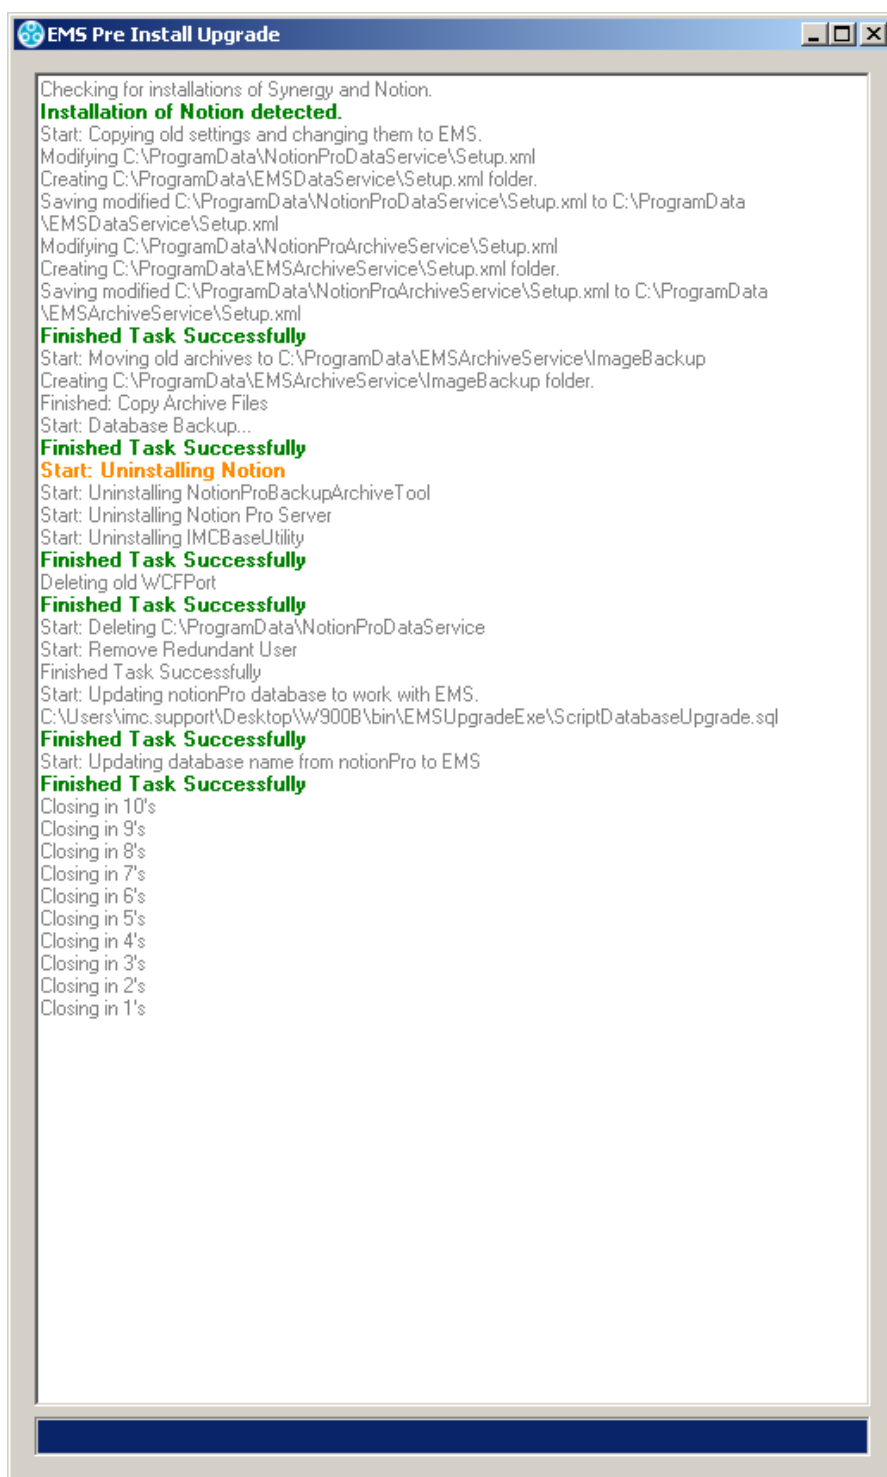 EMS Pre Install Upgrade
Checking for installations of Synergy and Notion.
Installation of Notion detected.
Start: Copying old settings and changing them to EMS.
Modifying C:\ProgramData\NotionProDataService\Setup.xml
Creating C:\ProgramData\EMSDataService\Setup.xml folder.
Saving modified C:\ProgramData\NotionProDataService\Setup.xml to C:\ProgramData
\EMSDataService\Setup.xml
Modifying C:\ProgramData\NotionProArchiveService\Setup.xml
Creating C:\ProgramData\EMSArchiveService\Setup.xml folder.
Saving modified C:\ProgramData\NotionProArchiveService\Setup.xml to C:\ProgramData
\EMSArchiveService\Setup.xml
Finished Task Successfully
Start: Moving old archives to C:\ProgramData\EMSArchiveService\ImageBackup
Creating C:\ProgramData\EMSArchiveService\ImageBackup folder.
Finished: Copy Archive Files
Start: Database Backup...
Finished Task Successfully
Start: Uninstalling Notion
Start: Uninstalling NotionProBackupArchiveTool
Start: Uninstalling Notion Pro Server
Start: Uninstalling IMCBaseUtility
Finished Task Successfully
Deleting old WCFPort
Finished Task Successfully
Start: Deleting C:\ProgramData\NotionProDataService
Start: Remove Redundant User
Finished Task Successfully
Start: Updating notionPro database to work with EMS.
C:\Users\imc.support\Desktop\W900B\bin\EMSUpgradeExe\ScriptDatabaseUpgrade.sql
Finished Task Successfully
Start: Updating database name from notionPro to EMS
Finished Task Successfully
Closing in 10's
Closing in 9's
Closing in 8's
Closing in 7's
Closing in 6's
Closing in 5's
Closing in 4's
Closing in 3's
Closing in 2's
Closing in 1's